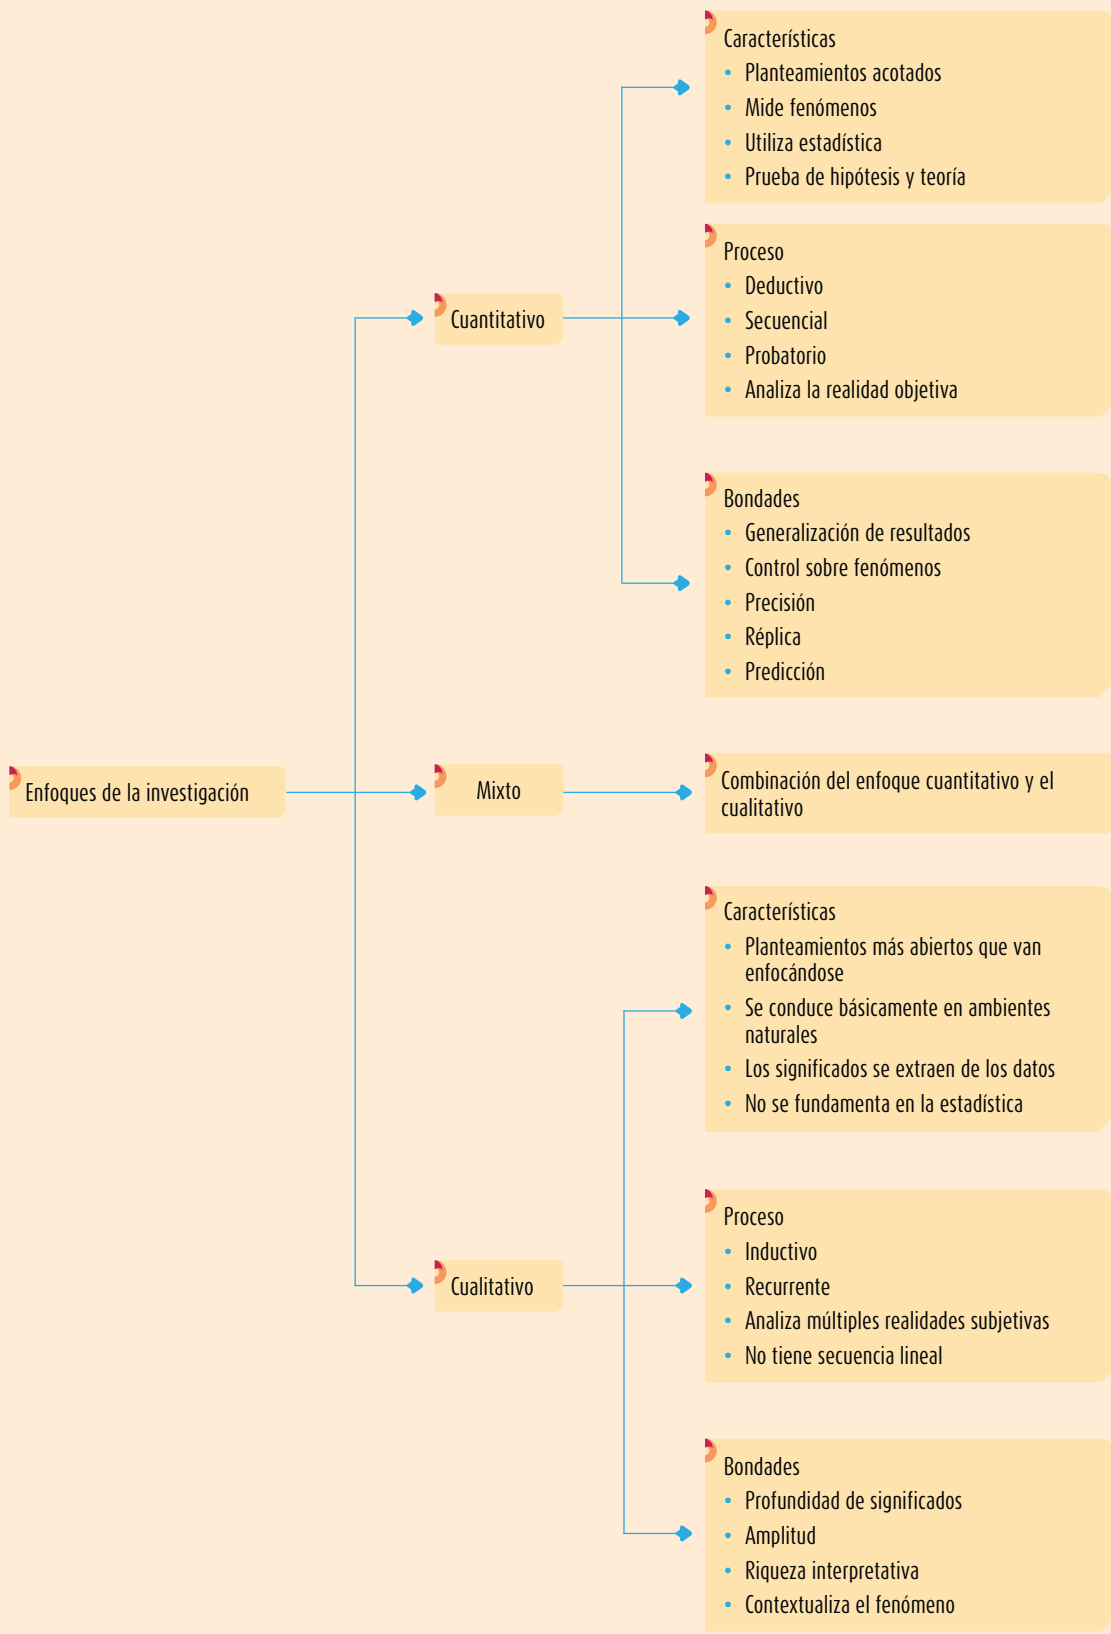 Enfoques de la investigación
Cuantitativo
Características
• Planteamientos acotados
• Mide fenómenos
• Utiliza estadística
• Prueba de hipótesis y teoría
Proceso
• Deductivo
• Secuencial
• Probatorio
• Analiza la realidad objetiva
Bondades
• Generalización de resultados
• Control sobre fenómenos
• Precisión
• Réplica
• Predicción
Mixto
Combinación del enfoque cuantitativo y el
cualitativo
Cualitativo
Características
• Planteamientos más abiertos que van
enfocándose
• Se conduce básicamente en ambientes
naturales
• Los significados se extraen de los datos
• No se fundamenta en la estadística
Proceso
• Inductivo
• Recurrente
• Analiza múltiples realidades subjetivas
• No tiene secuencia lineal
Bondades
• Profundidad de significados
• Amplitud
• Riqueza interpretativa
• Contextualiza el fenómeno